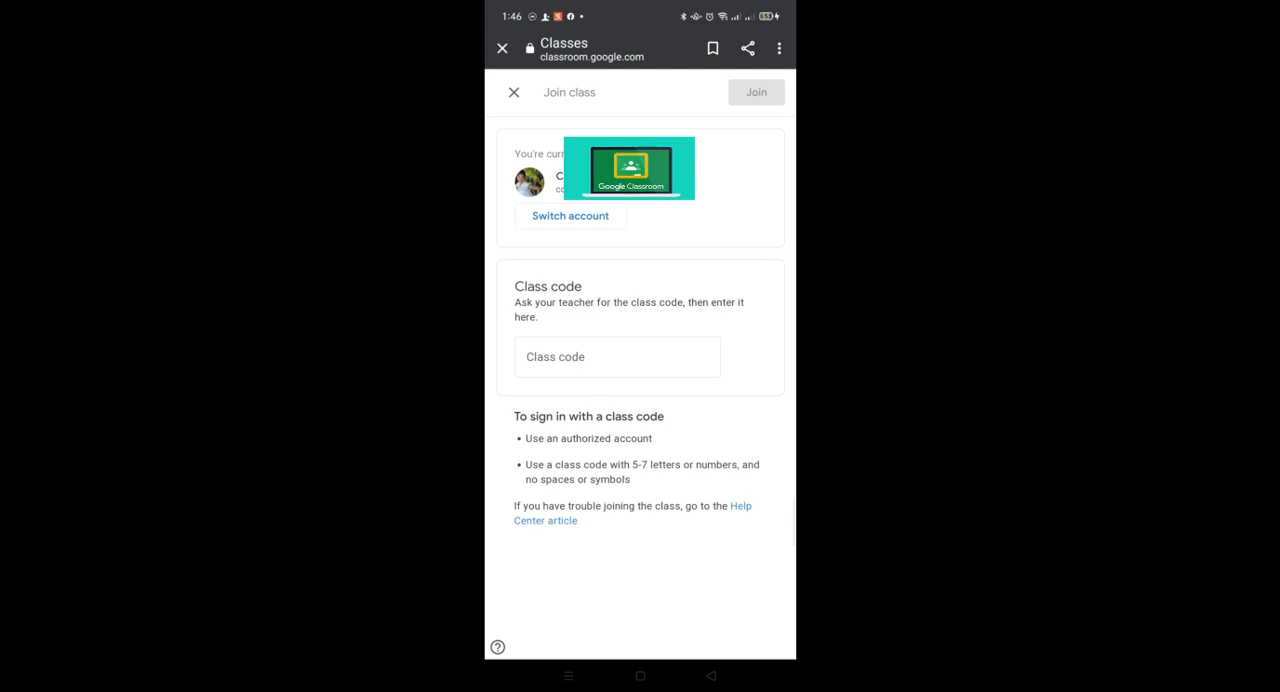 1:46
53
Classes
classroom.google.com
Join class
Join
You're
Google Classroom
Switch account
Class code
Ask your teacher for the class code, then enter it
here.
Class code
To sign in with a class code
• Use an authorized account
• Use a class code with 5-7 letters or numbers, and
no spaces or symbols
If you have trouble joining the class, go to the Help
Center article